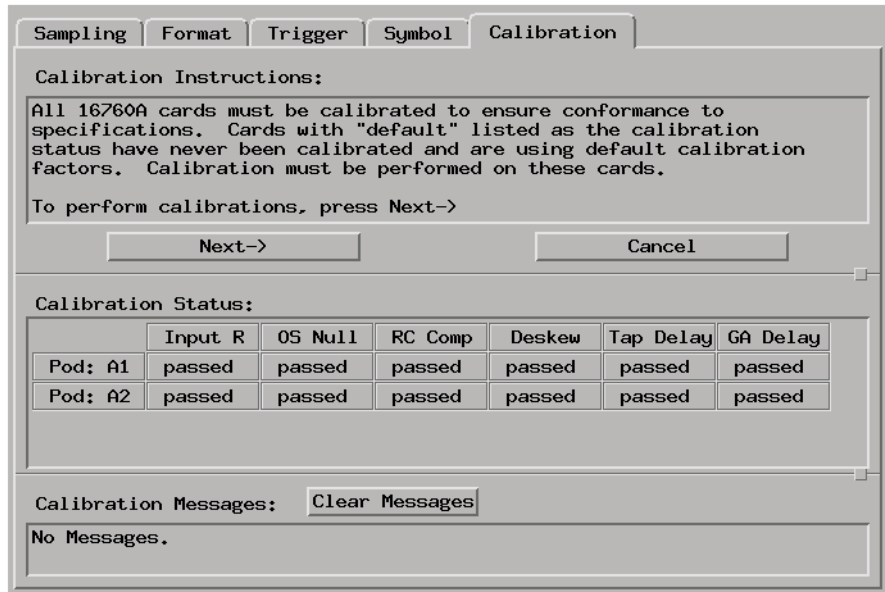 Sampling Format Trigger Symbol Calibration
Calibration Instructions:
All 16760A cards must be calibrated to ensure conformance to
specifications. Cards with "default" listed as the calibration
status have never been calibrated and are using default calibration
factors. Calibration must be performed on these cards.
To perform calibrations, press Next->
Next-> Cancel
Calibration Status:
Input R OS Null RC Comp Deskew Tap Delay GA Delay
Pod: A1 passed passed passed passed passed passed
Pod: A2 passed passed passed passed passed passed
Calibration Messages: Clear Messages
No Messages.